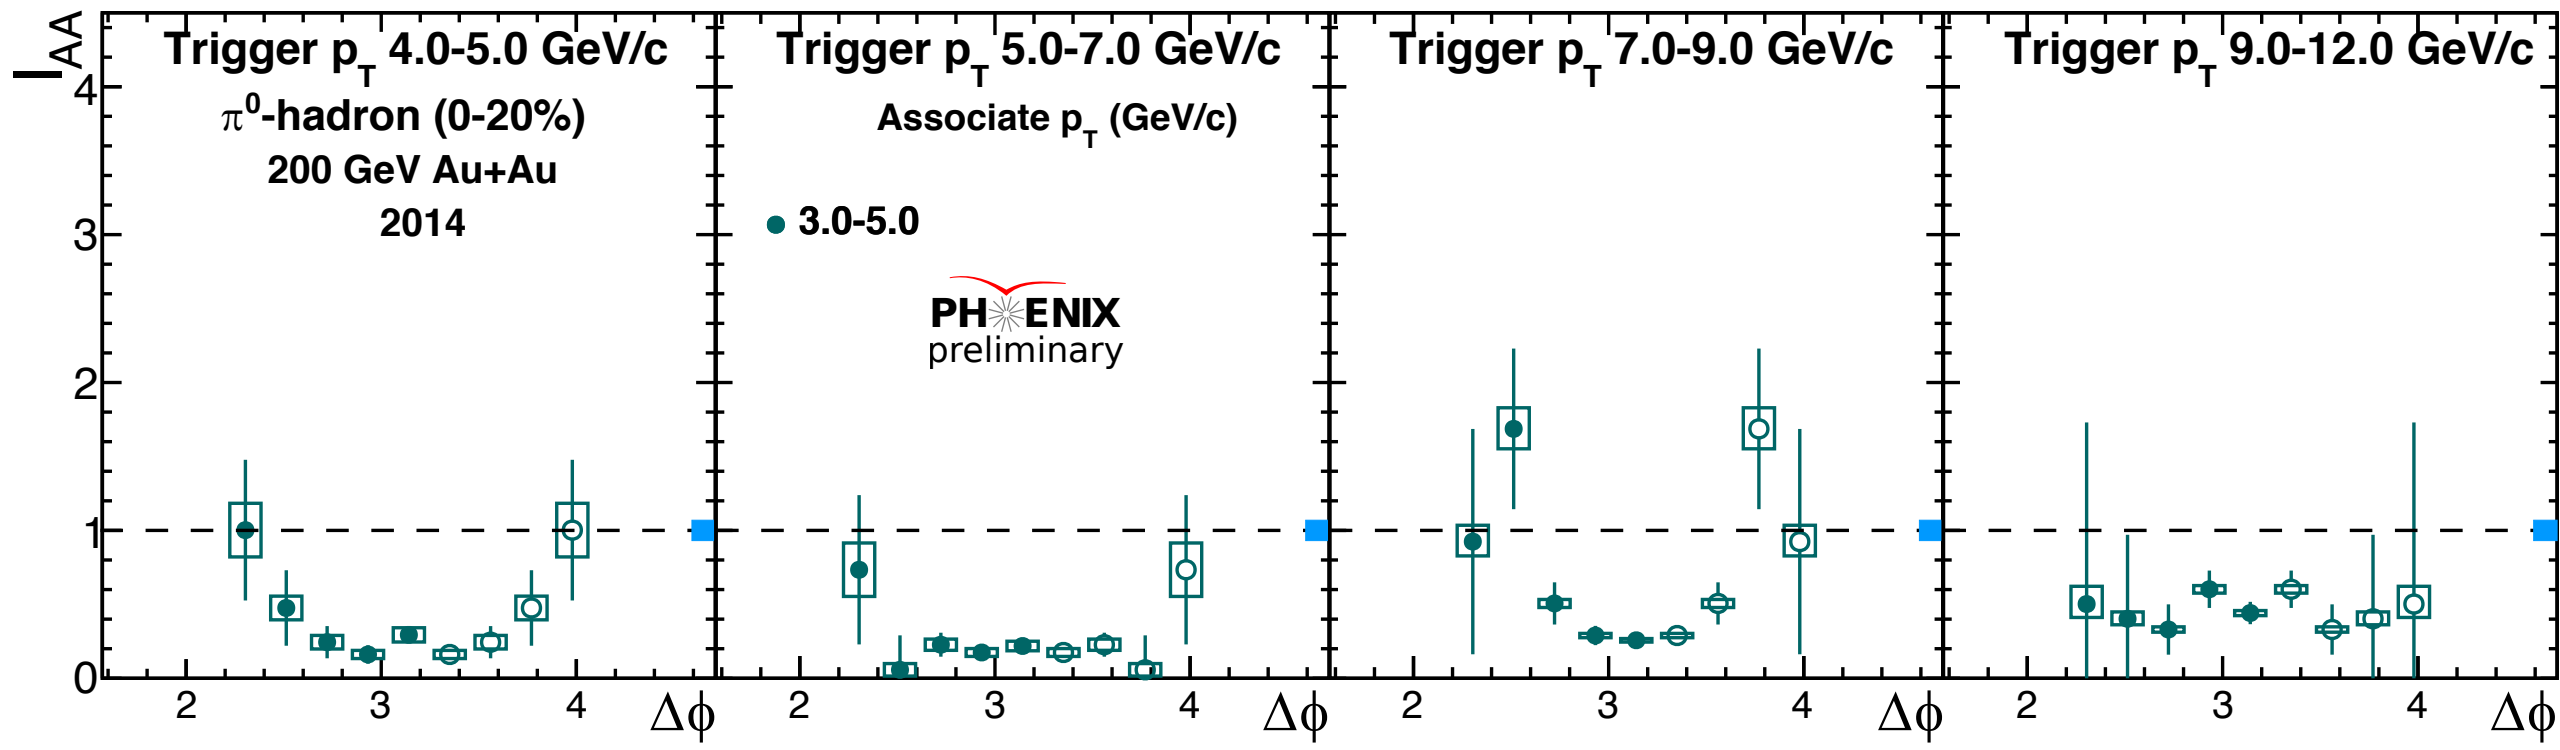 I_AA
Trigger p_T 4.0-5.0 GeV/c
π⁰-hadron (0-20%)
200 GeV Au+Au
2014
Trigger p_T 5.0-7.0 GeV/c
Associate p_T (GeV/c)
3.0-5.0
PHENIX
preliminary
Trigger p_T 7.0-9.0 GeV/c
Trigger p_T 9.0-12.0 GeV/c
4
3
2
1
0
2 3 4 Δϕ
2 3 4 Δϕ
2 3 4 Δϕ
2 3 4 Δϕ